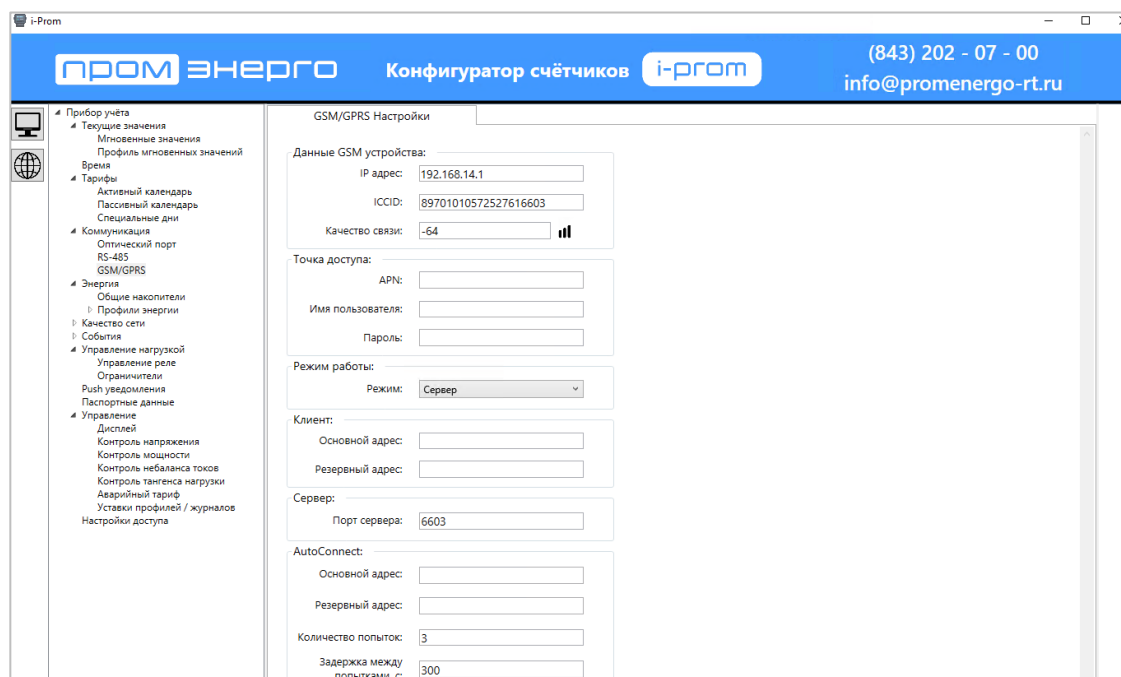 i-Prom
пром энерго
Конфигуратор счётчиков
i-prom
(843) 202 - 07 - 00
info@promenergo-rt.ru
Прибор учёта
Текущие значения
Мгновенные значения
Профиль мгновенных значений
Время
Тарифы
Активный календарь
Пассивный календарь
Специальные дни
Коммуникация
Оптический порт
RS-485
GSM/GPRS
Энергия
Общие накопители
Профили энергии
Качество сети
События
Управление нагрузкой
Управление реле
Ограничители
Push уведомления
Паспортные данные
Управление
Дисплей
Контроль напряжения
Контроль мощности
Контроль небаланса токов
Контроль тангенса нагрузки
Аварийный тариф
Уставки профилей / журналов
Настройки доступа
GSM/GPRS Настройки
Данные GSM устройства:
IP адрес: 192.168.14.1
ICCID: 89701010572527616603
Качество связи: -64
Точка доступа:
APN:
Имя пользователя:
Пароль:
Режим работы:
Режим: Сервер
Клиент:
Основной адрес:
Резервный адрес:
Сервер:
Порт сервера: 6603
AutoConnect:
Основной адрес:
Резервный адрес:
Количество попыток: 3
Задержка между
попытками, с: 300